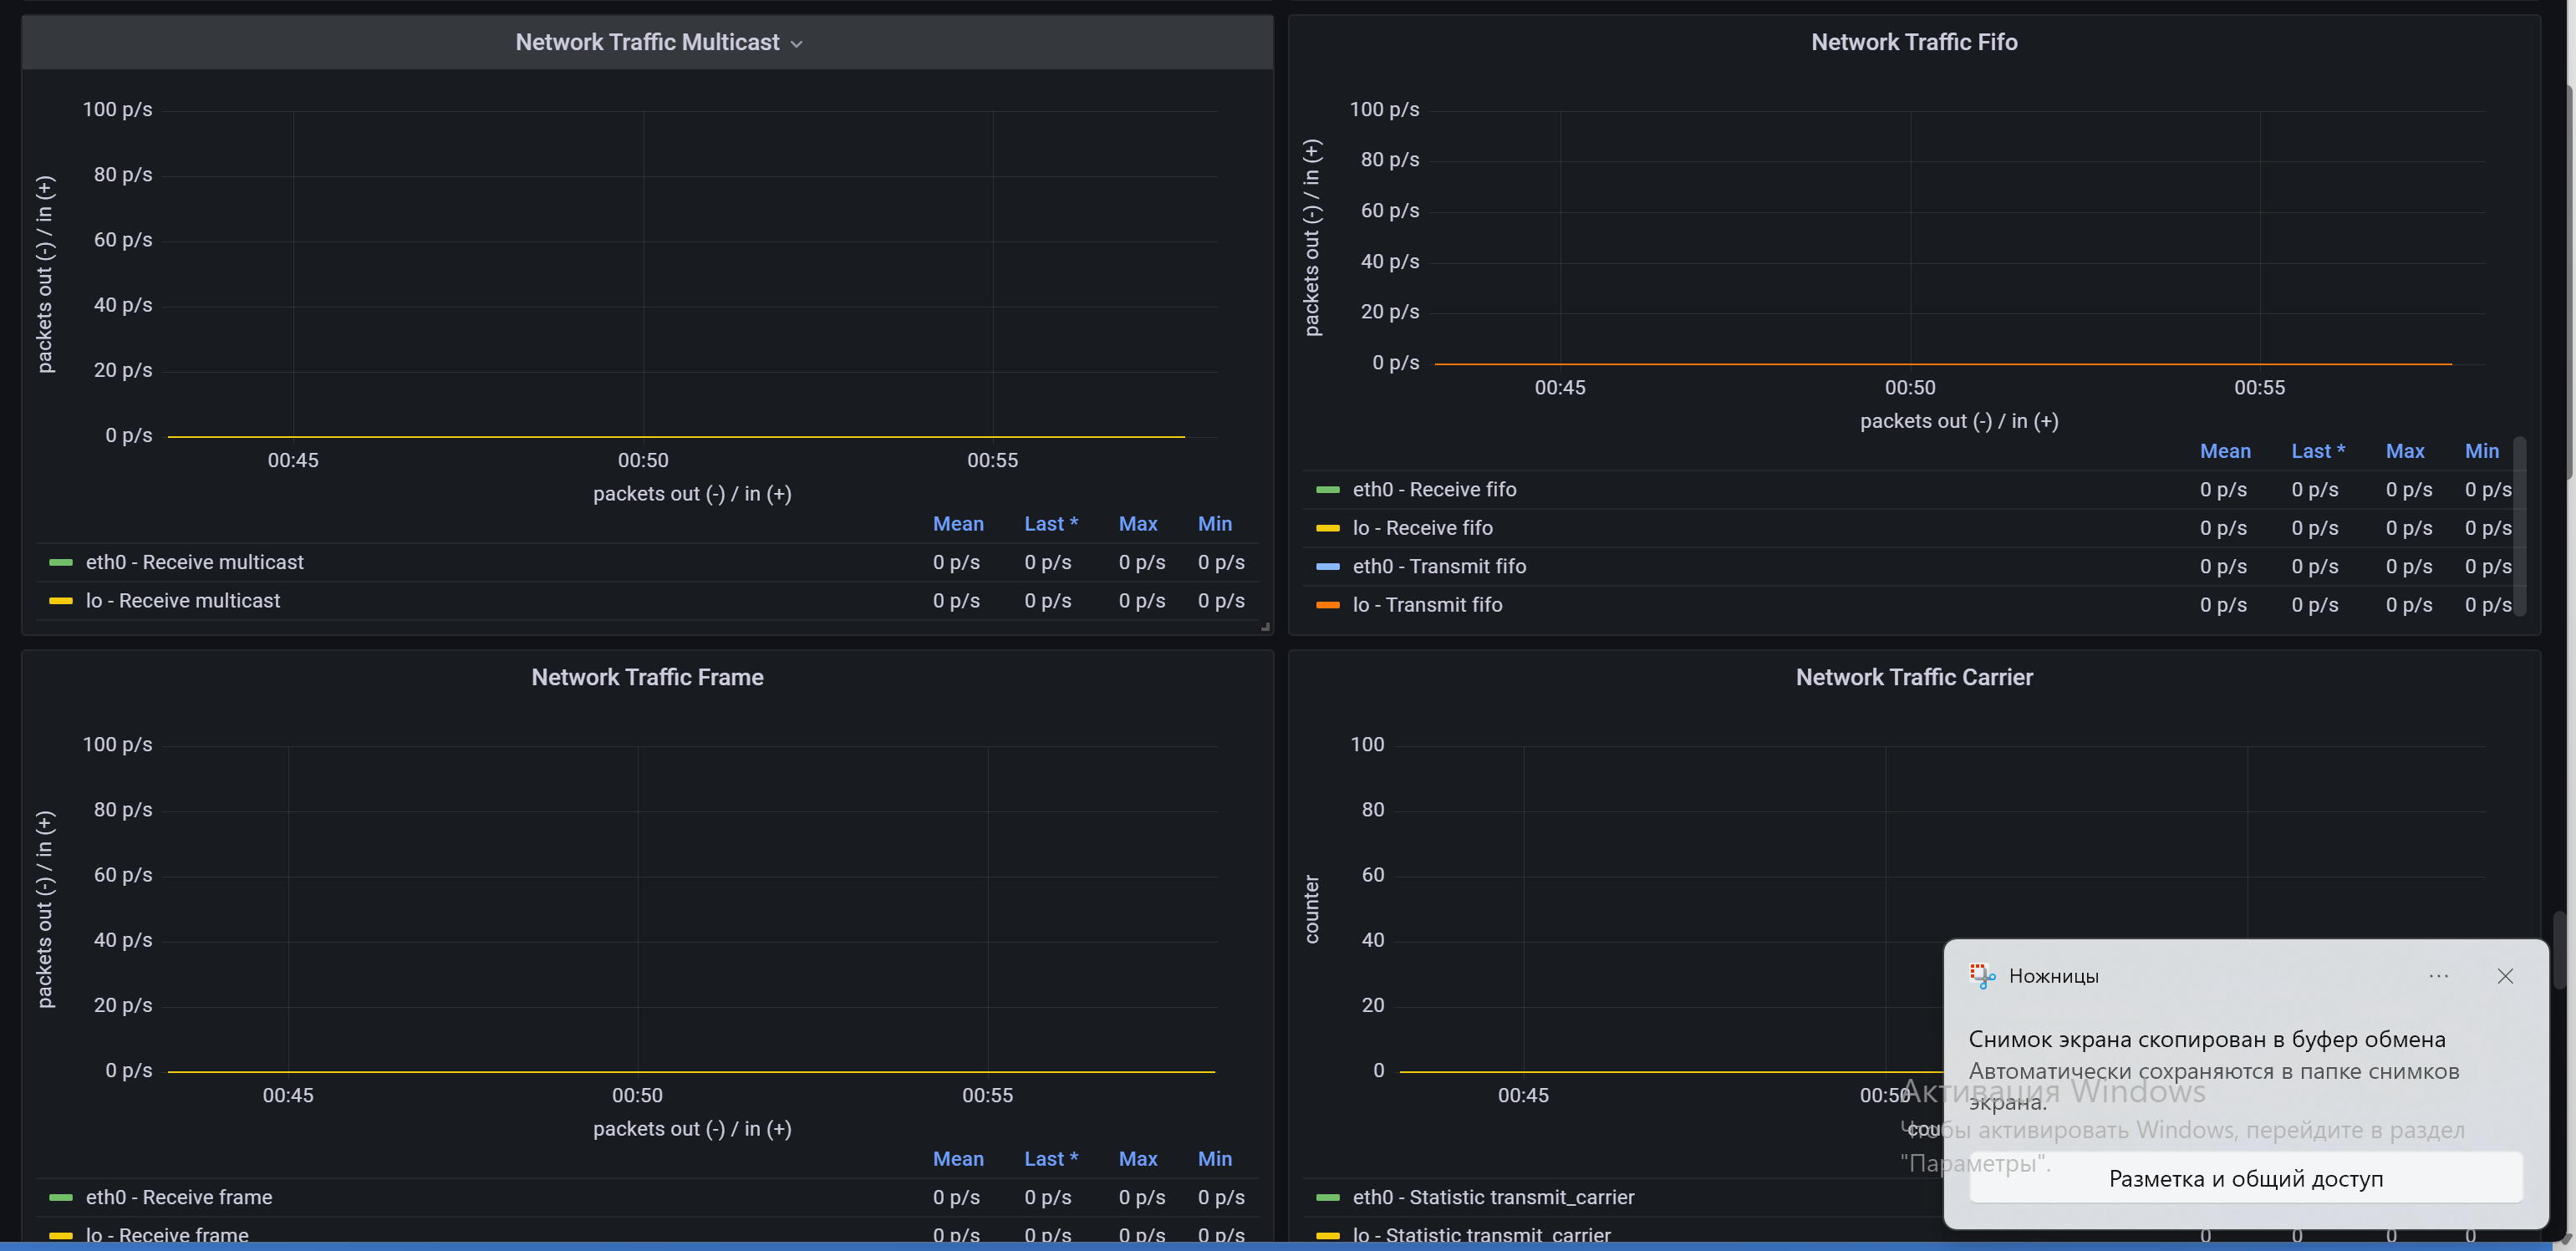 Network Traffic Multicast
100 p/s
80 p/s
60 p/s
40 p/s
20 p/s
0 p/s
packets out (-) / in (+)
00:45 00:50 00:55
packets out (-) / in (+)
Mean Last * Max Min
eth0 - Receive multicast 0 p/s 0 p/s 0 p/s 0 p/s
lo - Receive multicast 0 p/s 0 p/s 0 p/s 0 p/s
Network Traffic Fifo
100 p/s
80 p/s
60 p/s
40 p/s
20 p/s
0 p/s
packets out (-) / in (+)
00:45 00:50 00:55
packets out (-) / in (+)
Mean Last * Max Min
eth0 - Receive fifo 0 p/s 0 p/s 0 p/s 0 p/s
lo - Receive fifo 0 p/s 0 p/s 0 p/s 0 p/s
eth0 - Transmit fifo 0 p/s 0 p/s 0 p/s 0 p/s
lo - Transmit fifo 0 p/s 0 p/s 0 p/s 0 p/s
Network Traffic Frame
100 p/s
80 p/s
60 p/s
40 p/s
20 p/s
0 p/s
packets out (-) / in (+)
00:45 00:50 00:55
packets out (-) / in (+)
Mean Last * Max Min
eth0 - Receive frame 0 p/s 0 p/s 0 p/s 0 p/s
lo - Receive frame 0 p/s 0 p/s 0 p/s 0 p/s
Network Traffic Carrier
100
80
60
40
20
0
counter
00:45 00:50
eth0 - Statistic transmit_carrier
lo - Statistic transmit_carrier 0 0 0 0
Ножницы
Снимок экрана скопирован в буфер обмена
Автоматически сохраняются в папке снимков
экрана.
Разметка и общий доступ
Активация Windows
Чтобы активировать Windows, перейдите в раздел
"Параметры".